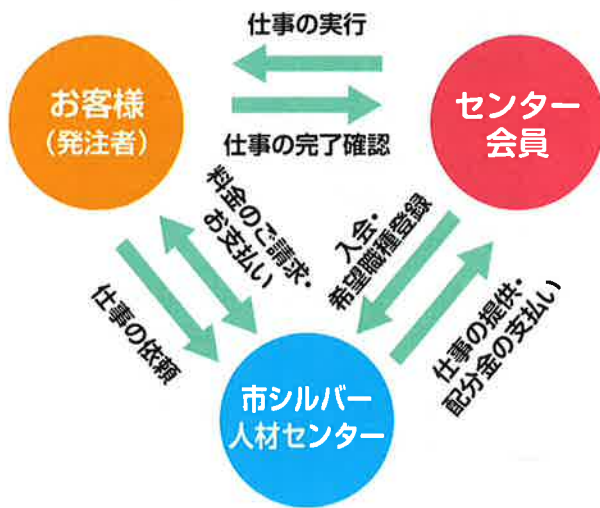 仕事の実行
お客様
（発注者）
センター
会員
仕事の完了確認
料金のご請求・
お支払い
入会・
希望職種登録
仕事の依頼
仕事の提供・
配分金の支払い
市シルバー
人材センター